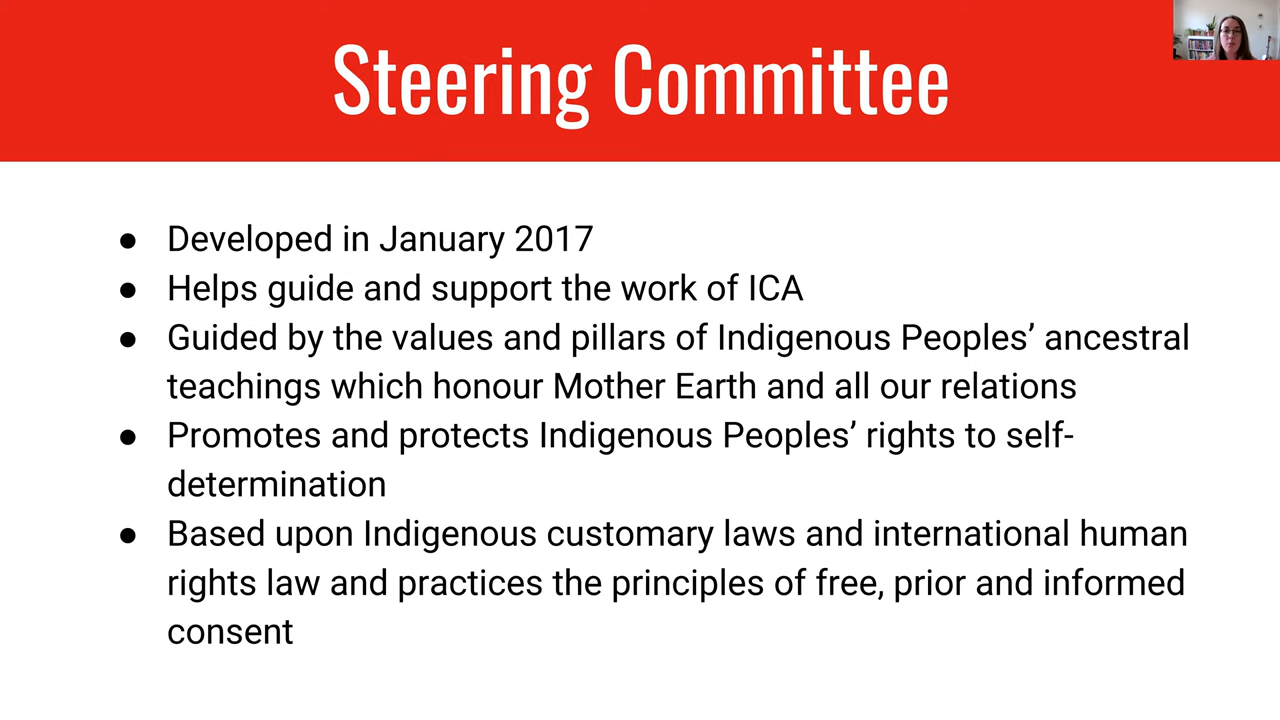 Steering Committee
● Developed in January 2017
● Helps guide and support the work of ICA
● Guided by the values and pillars of Indigenous Peoples’ ancestral
teachings which honour Mother Earth and all our relations
● Promotes and protects Indigenous Peoples’ rights to self-
determination
● Based upon Indigenous customary laws and international human
rights law and practices the principles of free, prior and informed
consent